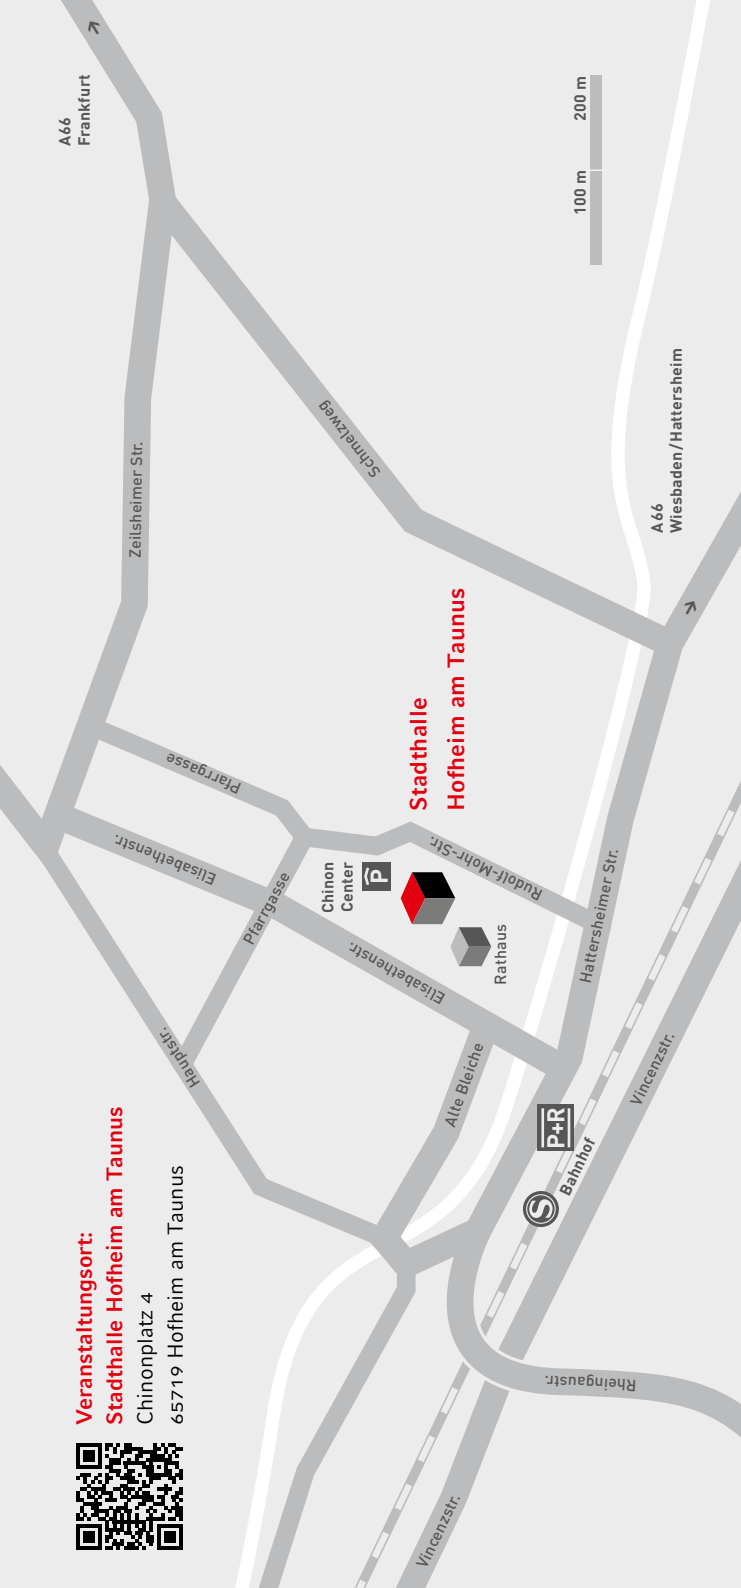 Veranstaltungsort:
Stadthalle Hofheim am Taunus
Chinonplatz 4
65719 Hofheim am Taunus
A66
Frankfurt
Zeilsheimer Str.
Schmelzweg
100 m
200 m
A66
Wiesbaden/Hattersheim
Stadthalle
Hofheim am Taunus
Pfarrgasse
Elisabethenstr.
Pfarrgasse
Chinon
Center
P
Rudolf-Mohr-Str.
Rathaus
Elisabethenstr.
Hattersheimer Str.
Hauptstr.
Alte Bleiche
P+R
S
Bahnhof
Vincenzstr.
Rheingaustr.
Vincenzstr.